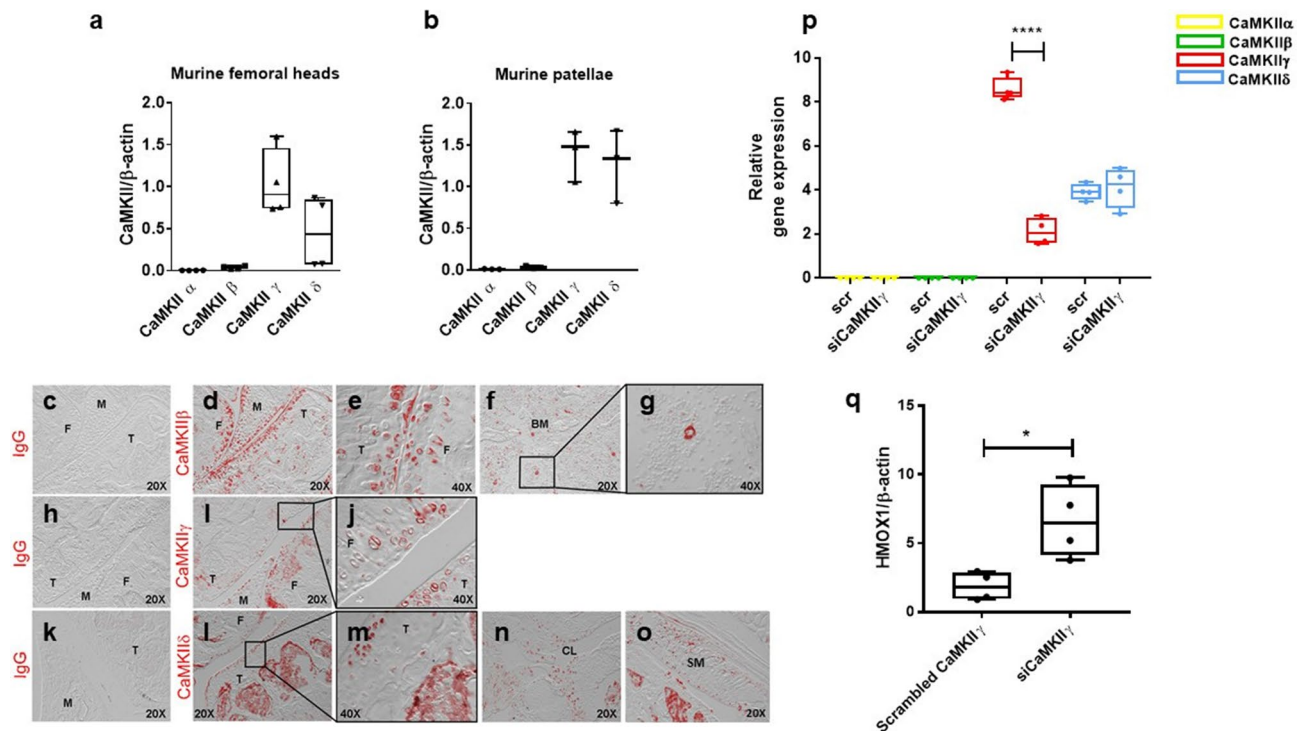 a
Murine femoral heads
CaMKII/β-actin
2.0
1.5
1.0
0.5
0.0
CaMKII α
CaMKII β
CaMKII γ
CaMKII δ
b
Murine patellae
CaMKII/β-actin
2.0
1.5
1.0
0.5
0.0
CaMKII α
CaMKII β
CaMKII γ
CaMKII δ
p
CaMKIIα
CaMKIIβ
CaMKIIγ
CaMKIIδ
****
Relative
gene expression
10
8
6
4
2
0
scr
siCaMKIIγ
scr
siCaMKIIγ
scr
siCaMKIIγ
scr
siCaMKIIγ
IgG
c
M
F
T
20X
CaMKIIβ
d
M
F
T
20X
e
T
F
40X
f
BM
20X
g
40X
IgG
h
T
F
M
20X
CaMKIIγ
I
T
F
M
20X
j
F
T
40X
IgG
k
T
M
20X
CaMKIIδ
l
F
T
20X
m
T
40X
n
CL
20X
o
SM
20X
q
HMOX1/β-actin
15
10
5
0
*
Scrambled CaMKIIγ
siCaMKIIγ